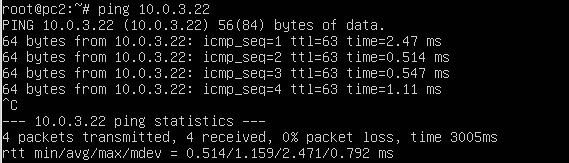 root@pc2:~# ping 10.0.3.22
PING 10.0.3.22 (10.0.3.22) 56(84) bytes of data.
64 bytes from 10.0.3.22: icmp_seq=1 ttl=63 time=2.47 ms
64 bytes from 10.0.3.22: icmp_seq=2 ttl=63 time=0.514 ms
64 bytes from 10.0.3.22: icmp_seq=3 ttl=63 time=0.547 ms
64 bytes from 10.0.3.22: icmp_seq=4 ttl=63 time=1.11 ms
^C
--- 10.0.3.22 ping statistics ---
4 packets transmitted, 4 received, 0% packet loss, time 3005ms
rtt min/avg/max/mdev = 0.514/1.159/2.471/0.792 ms